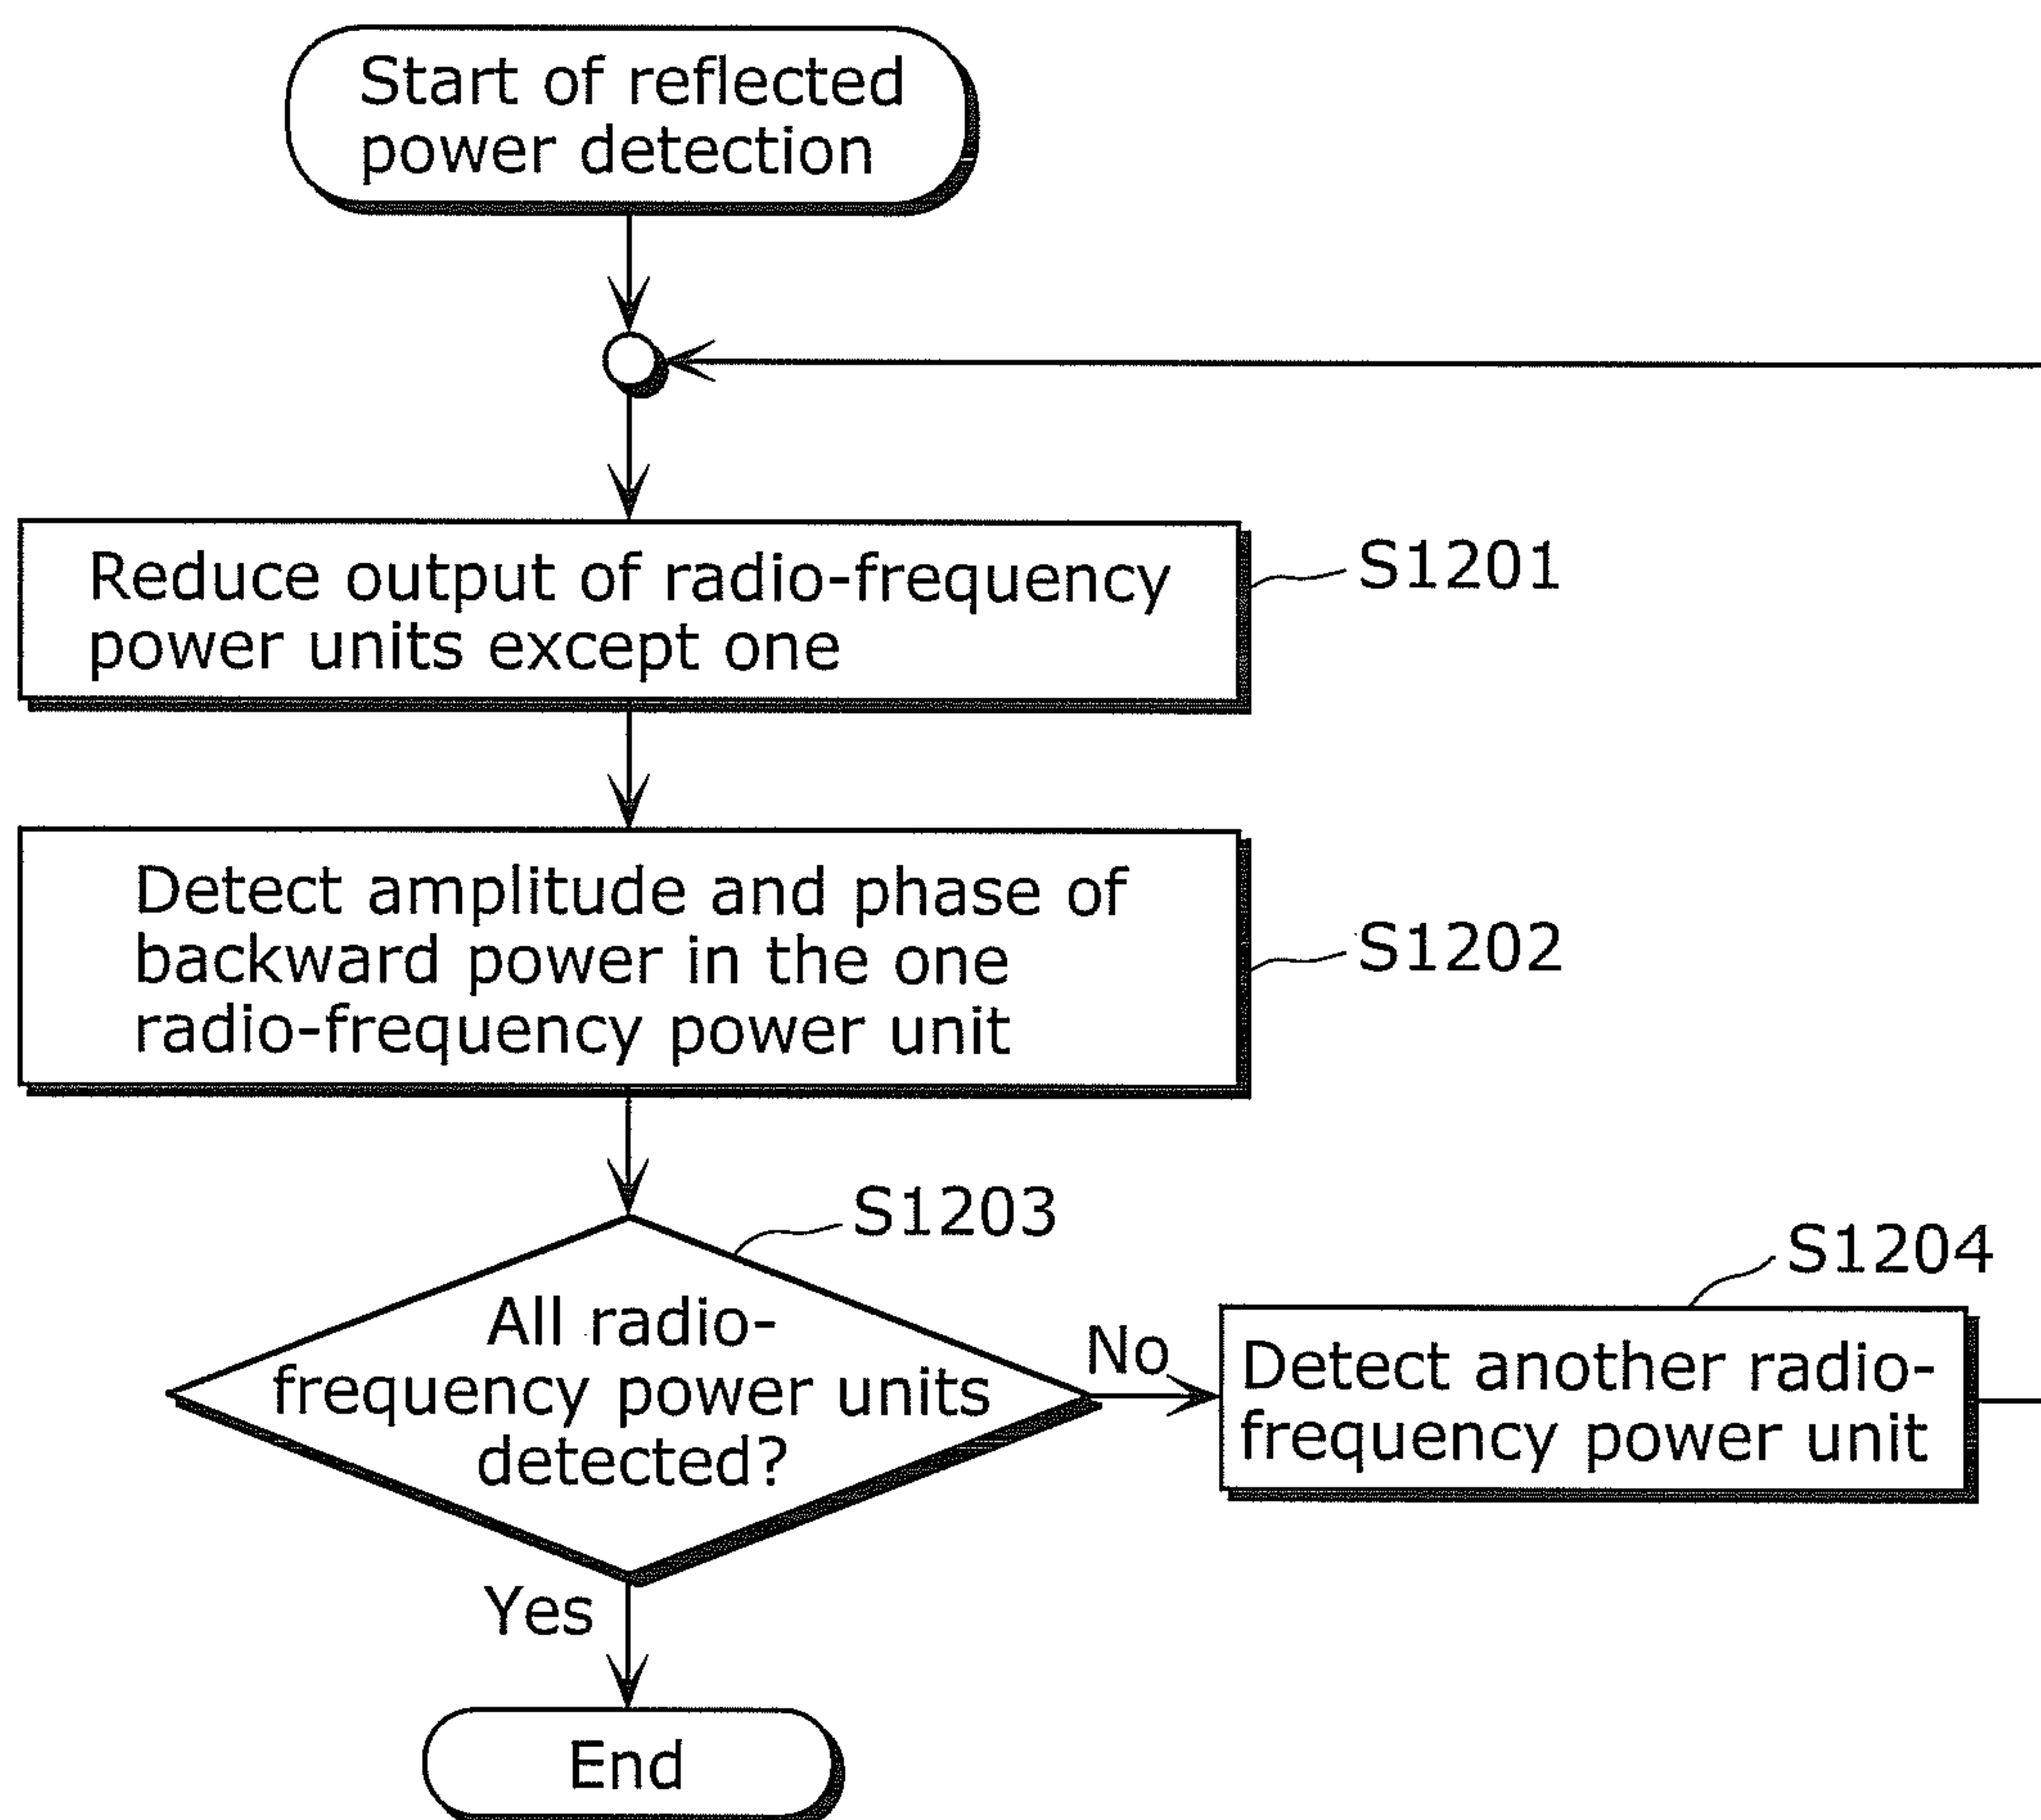 Start of reflected
power detection
Reduce output of radio-frequency
power units except one
S1201
Detect amplitude and phase of
backward power in the one
radio-frequency power unit
S1202
S1203
All radio-
frequency power units
detected?
No
S1204
Detect another radio-
frequency power unit
Yes
End